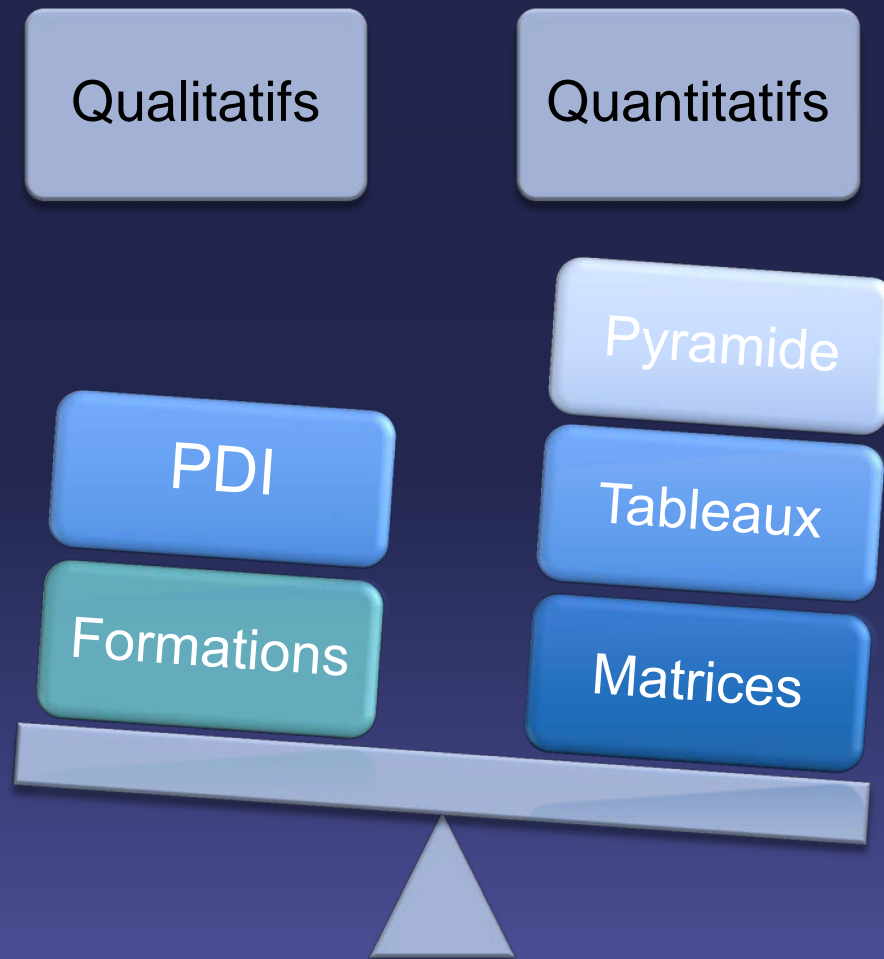 Qualitatifs
Quantitatifs
PDI
Formations
Pyramide
Tableaux
Matrices